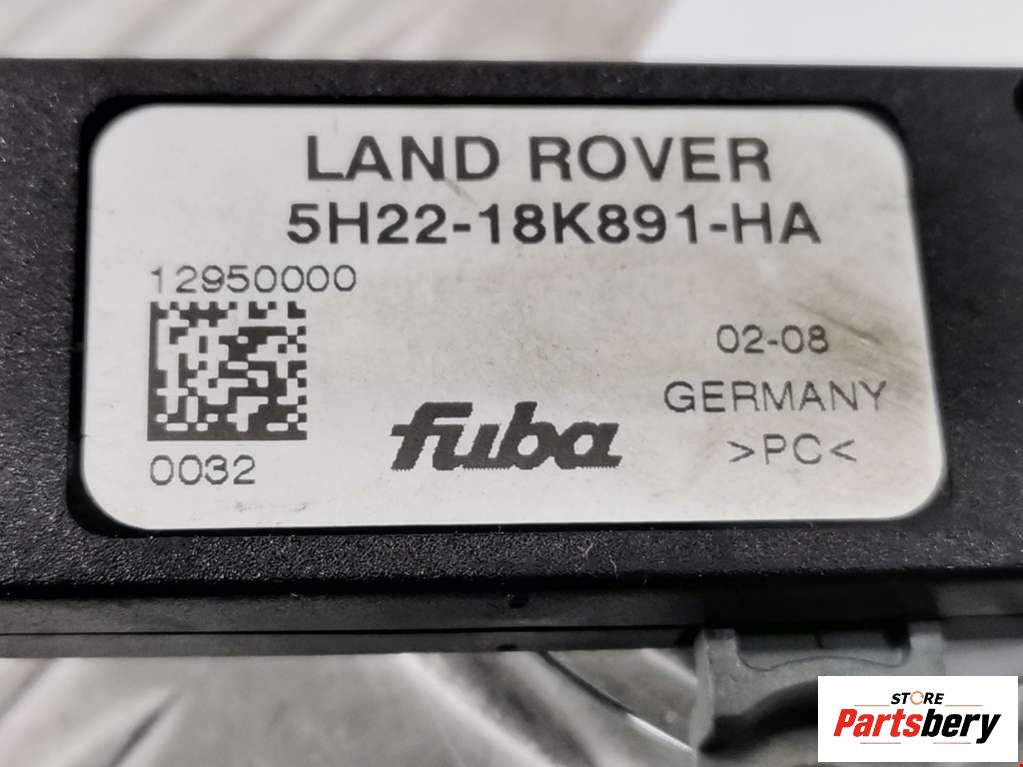 LAND ROVER
5H22-18K891-HA
12950000
02-08
GERMANY
>PC<
fuba
0032
STORE
Partsbery